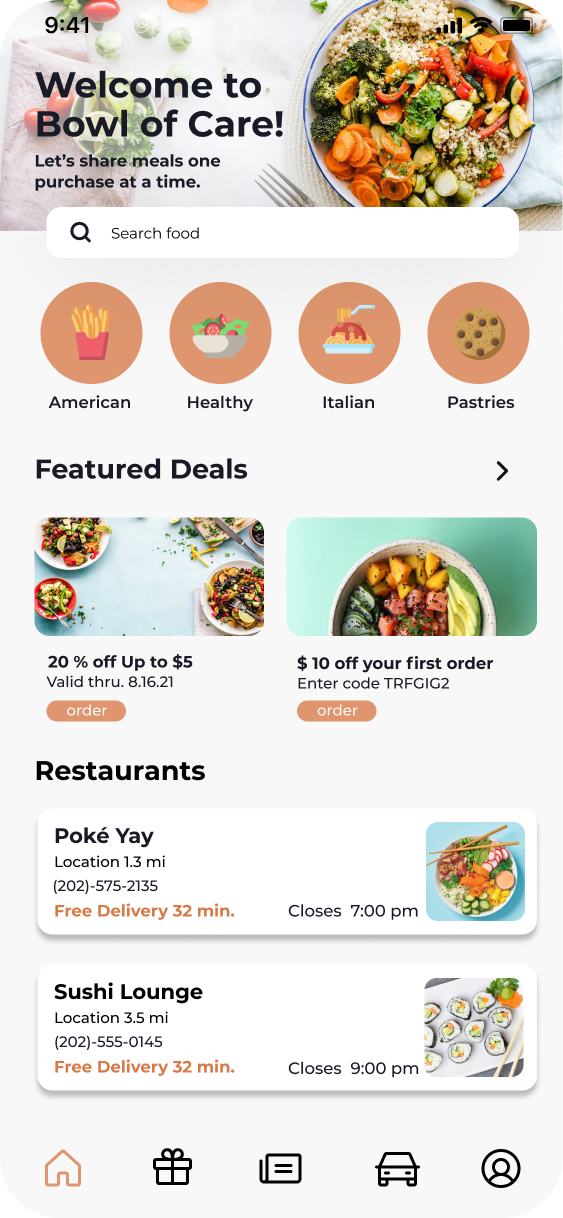 9:41
Welcome to
Bowl of Care!
Let's share meals one
purchase at a time.
Search food
American Healthy Italian Pastries
Featured Deals
20 % off Up to $5
Valid thru. 8.16.21
order
$ 10 off your first order
Enter code TRFGIG2
order
Restaurants
Poké Yay
Location 1.3 mi
(202)-575-2135
Free Delivery 32 min. Closes 7:00 pm
Sushi Lounge
Location 3.5 mi
(202)-555-0145
Free Delivery 32 min. Closes 9:00 pm